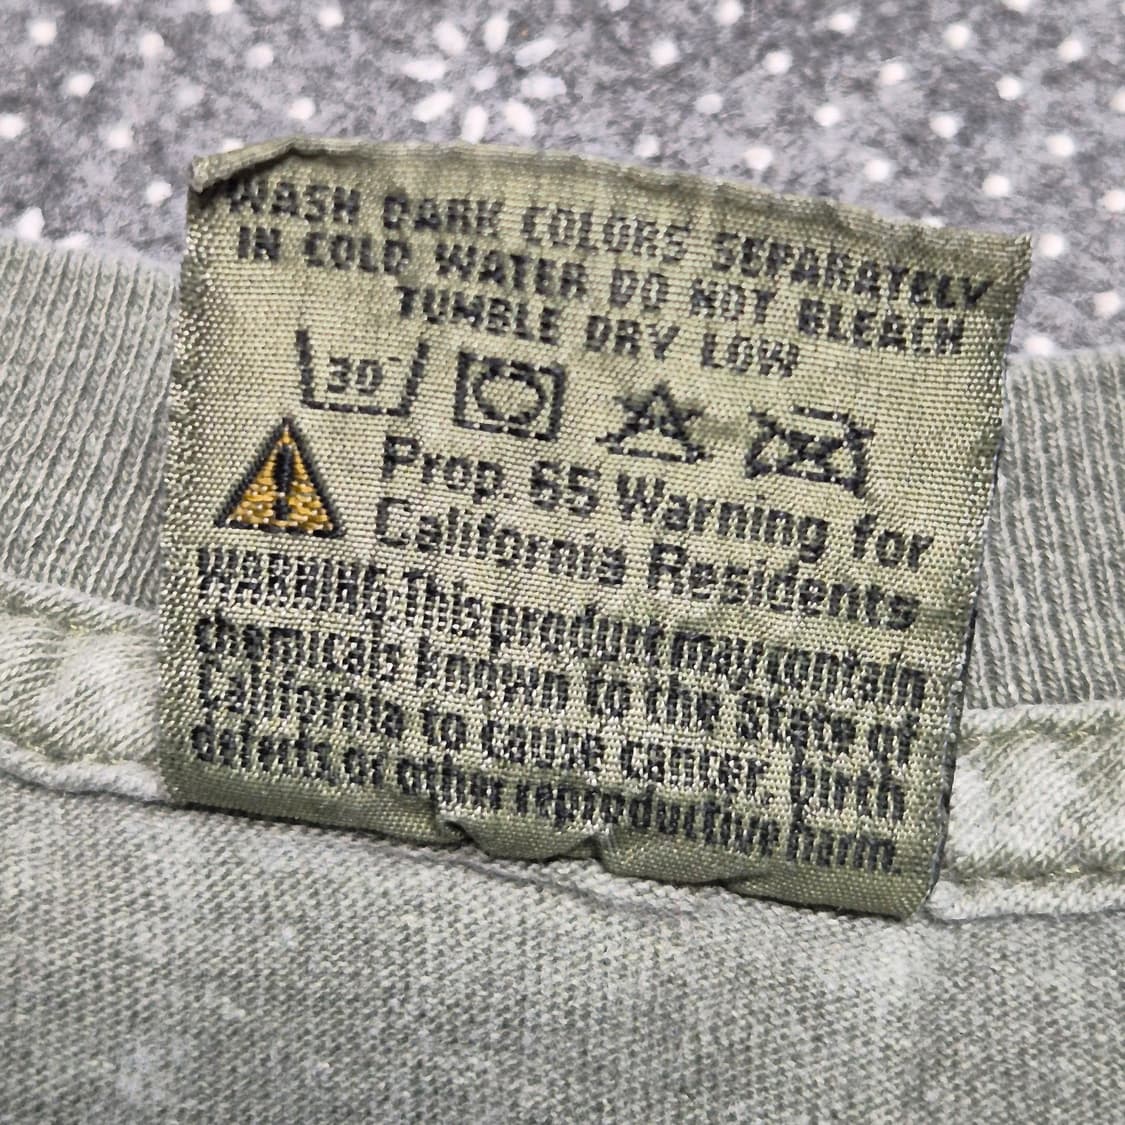 WASH DARK COLORS SEPARATELY
IN COLD WATER DO NOT BLEACH
TUMBLE DRY LOW
30
Prop. 65 Warning for
California Residents
WARNING This product may contain
chemicals known to the State of
California to cause cancer, birth
defects or other reproductive harm.